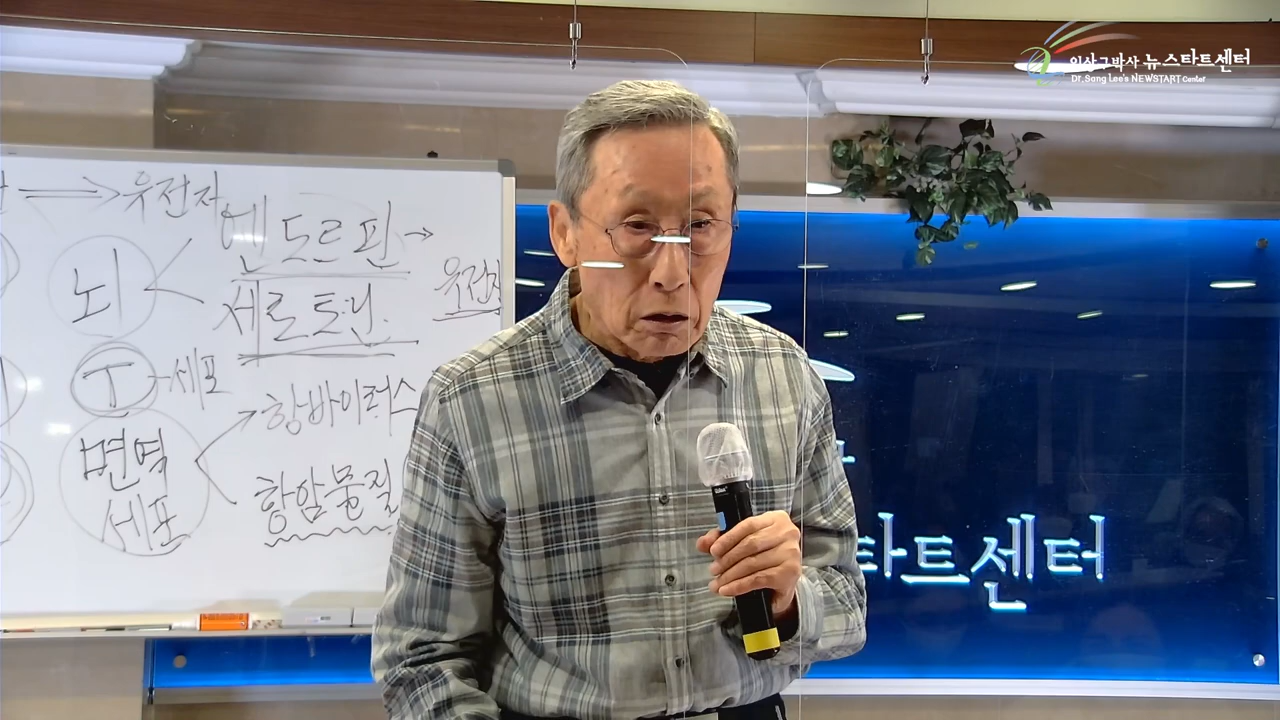 이상구박사 뉴스타트센터
Dr. Sang Lee's NEWSTART Center
유전자
뇌
엔도르핀
세로토닌
유전자
T-세포
면역
세포
항바이러스
항암물질
스타트센터